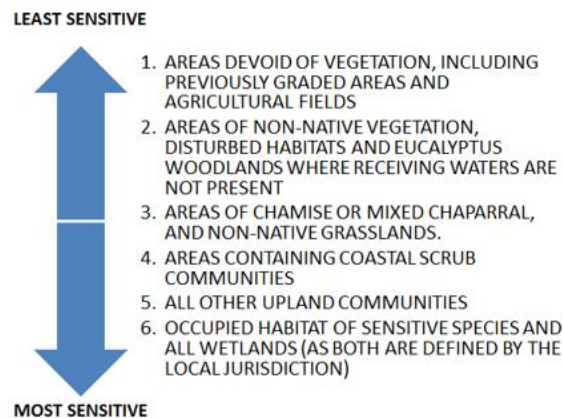 LEAST SENSITIVE
1. AREAS DEVOID OF VEGETATION, INCLUDING
PREVIOUSLY GRADED AREAS AND
AGRICULTURAL FIELDS
2. AREAS OF NON-NATIVE VEGETATION,
DISTURBED HABITATS AND EUCALYPTUS
WOODLANDS WHERE RECEIVING WATERS ARE
NOT PRESENT
3. AREAS OF CHAMISE OR MIXED CHAPARRAL,
AND NON-NATIVE GRASSLANDS.
4. AREAS CONTAINING COASTAL SCRUB
COMMUNITIES
5. ALL OTHER UPLAND COMMUNITIES
6. OCCUPIED HABITAT OF SENSITIVE SPECIES AND
ALL WETLANDS (AS BOTH ARE DEFINED BY THE
LOCAL JURISDICTION)
MOST SENSITIVE